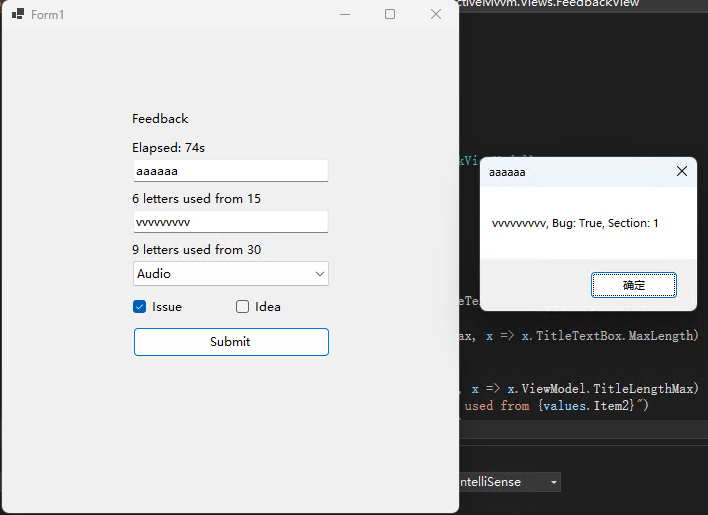 Form1
ctiveMvvm.Views.FeedbackView
Feedback
Elapsed: 74s
aaaaaa
6 letters used from 15
vvvvvvvvv
9 letters used from 30
Audio
Issue
Idea
Submit
aaaaaa
vvvvvvvvv, Bug: True, Section: 1
确定
ax, x => x.TitleTextBox.MaxLength)
, x => x.ViewModel.TitleLengthMax)
used from {values.Item2}")
ntelliSense